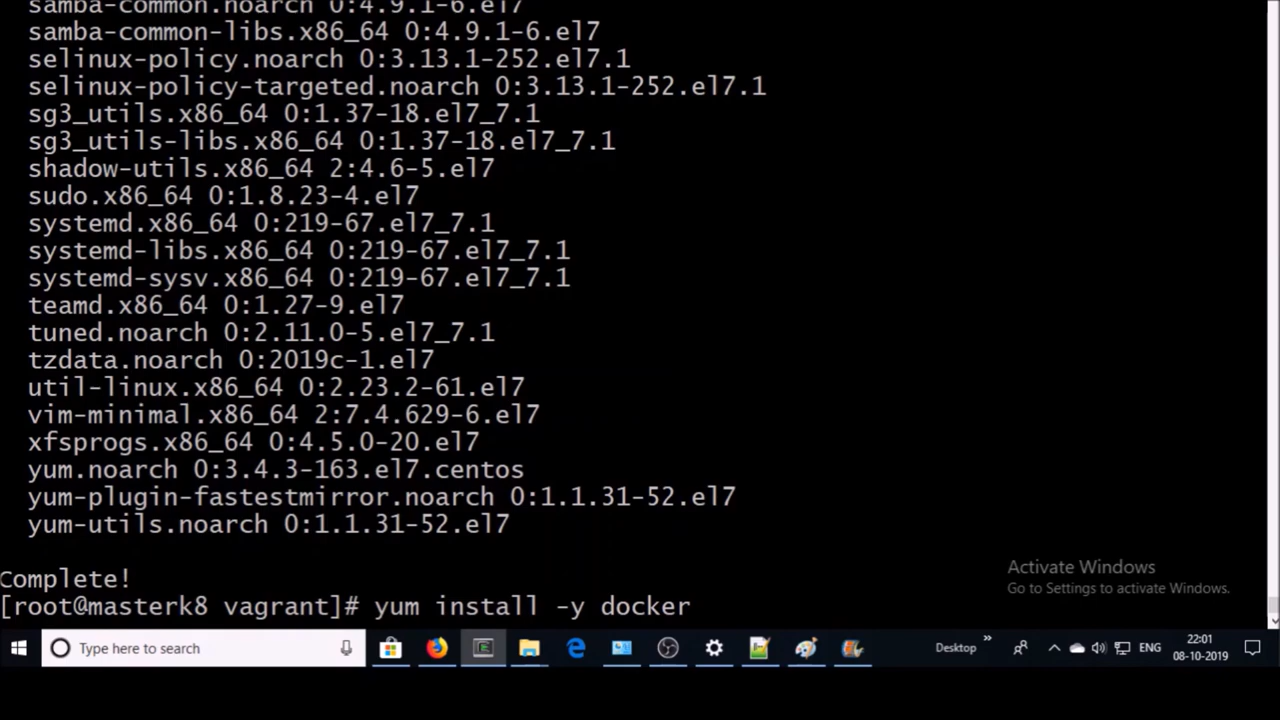 samba-common.noarch 0:4.9.1-6.el7
samba-common-libs.x86_64 0:4.9.1-6.el7
selinux-policy.noarch 0:3.13.1-252.el7.1
selinux-policy-targeted.noarch 0:3.13.1-252.el7.1
sg3_utils.x86_64 0:1.37-18.el7_7.1
sg3_utils-libs.x86_64 0:1.37-18.el7_7.1
shadow-utils.x86_64 2:4.6-5.el7
sudo.x86_64 0:1.8.23-4.el7
systemd.x86_64 0:219-67.el7_7.1
systemd-libs.x86_64 0:219-67.el7_7.1
systemd-sysv.x86_64 0:219-67.el7_7.1
teamd.x86_64 0:1.27-9.el7
tuned.noarch 0:2.11.0-5.el7_7.1
tzdata.noarch 0:2019c-1.el7
util-linux.x86_64 0:2.23.2-61.el7
vim-minimal.x86_64 2:7.4.629-6.el7
xfsprogs.x86_64 0:4.5.0-20.el7
yum.noarch 0:3.4.3-163.el7.centos
yum-plugin-fastestmirror.noarch 0:1.1.31-52.el7
yum-utils.noarch 0:1.1.31-52.el7
Complete!
[root@masterk8 vagrant]# yum install -y docker
Activate Windows
Go to Settings to activate Windows.
Type here to search
Desktop
ENG
22:01
08-10-2019